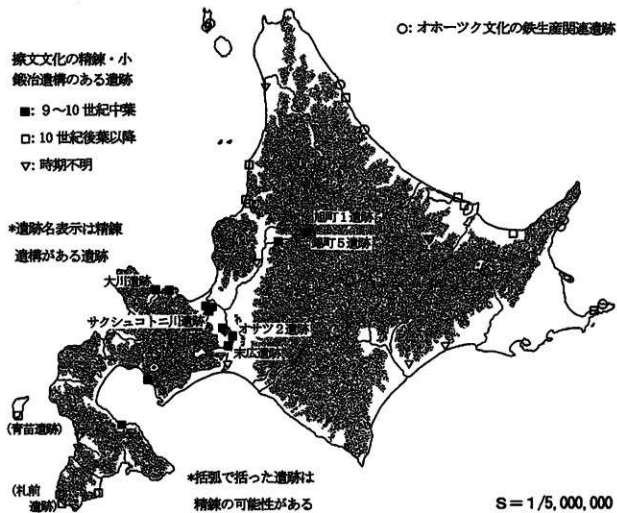 ○: オホーツク文化の鉄生産関連遺跡
擦文文化の精錬・小
鍛冶遺構のある遺跡
■: 9～10世紀中葉
□: 10世紀後葉以降
▽: 時期不明
*遺跡名表示は精錬
遺構がある遺跡
旭町1遺跡
旭町5遺跡
大川遺跡
サクシュコトニ川遺跡
オサツ2遺跡
末広遺跡
(青苗遺跡)
(札前
遺跡)
*括弧で括った遺跡は
精錬の可能性がある
S＝1/5,000,000